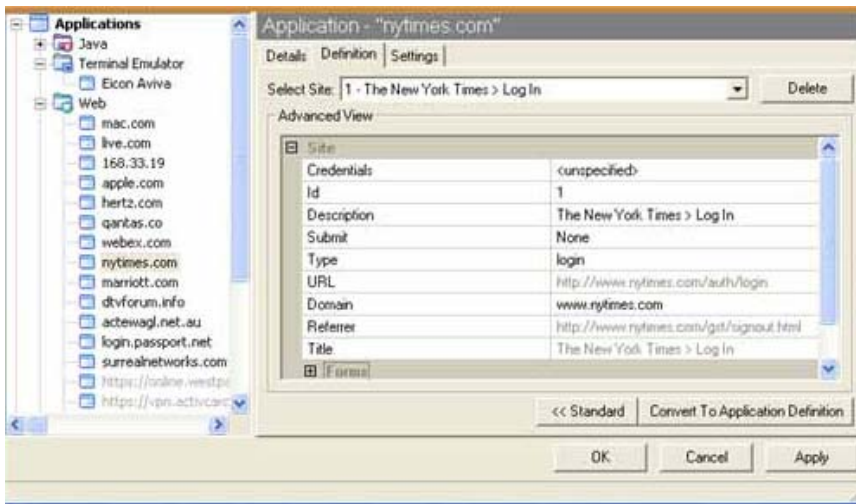 Applications
Java
Terminal Emulator
Eicon Aviva
Web
mac.com
live.com
168.33.19
apple.com
hertz.com
qantas.co
webex.com
nytimes.com
marriott.com
dtvforum.info
actewagl.net.au
login.passport.net
surrealnetworks.com
Application - "nytimes.com"
Details Definition Settings
Select Site: 1 - The New York Times > Log In Delete
Advanced View
Site
Credentials <unspecified>
Id 1
Description The New York Times > Log In
Submit None
Type login
URL http://www.nytimes.com/auth/login
Domain www.nytimes.com
Referrer http://www.nytimes.com/gst/signout.html
Title The New York Times > Log In
Forms
<< Standard Convert To Application Definition
OK Cancel Apply